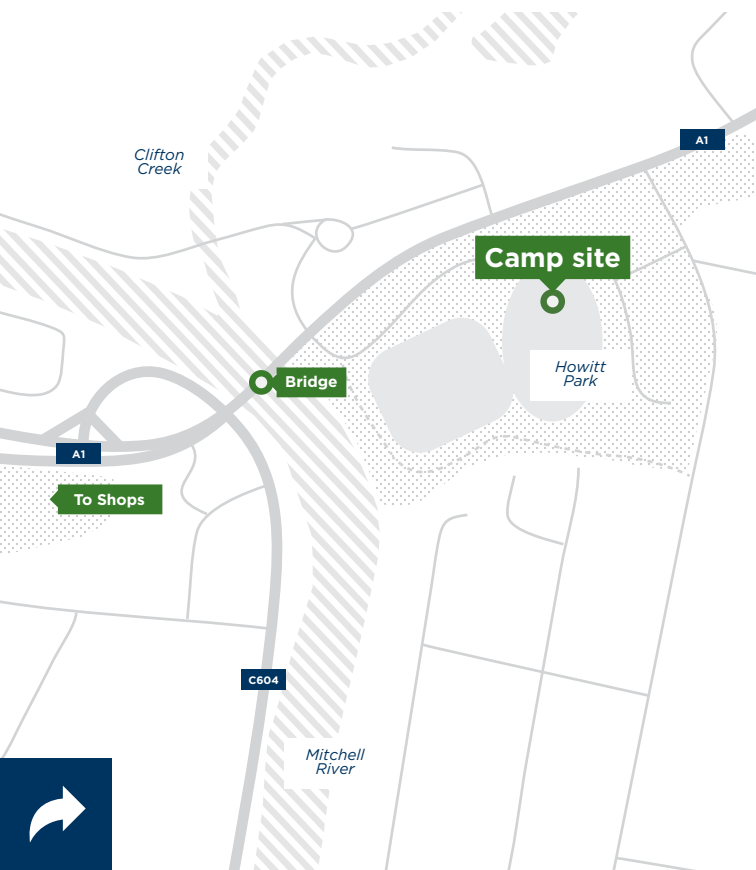 A1
Clifton
Creek
Camp site
Howitt
Park
Bridge
A1
To Shops
C604
Mitchell
River